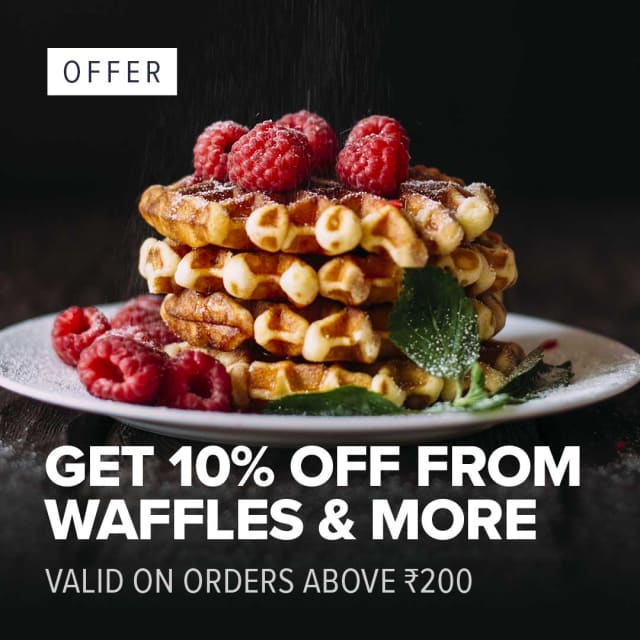 OFFER
GET 10% OFF FROM
WAFFLES & MORE
VALID ON ORDERS ABOVE ₹200